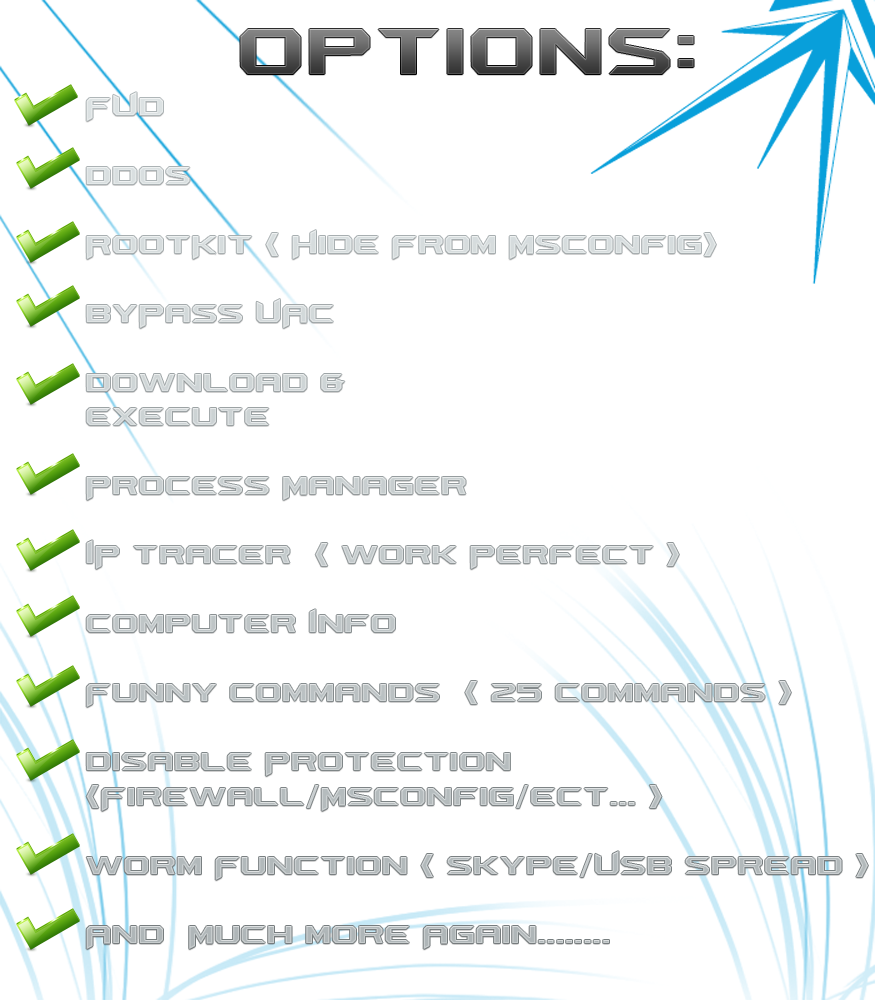 OPTIONS:
FUD
DDOS
ROOTKIT ( HIDE FROM MSCONFIG)
BYPASS UAC
DOWNLOAD &
EXECUTE
PROCESS MANAGER
IP TRACER ( WORK PERFECT )
COMPUTER INFO
FUNNY COMMANDS ( 25 COMMANDS )
DISABLE PROTECTION
(FIREWALL/MSCONFIG/ECT... )
WORM FUNCTION ( SKYPE/USB SPREAD )
AND MUCH MORE AGAIN........